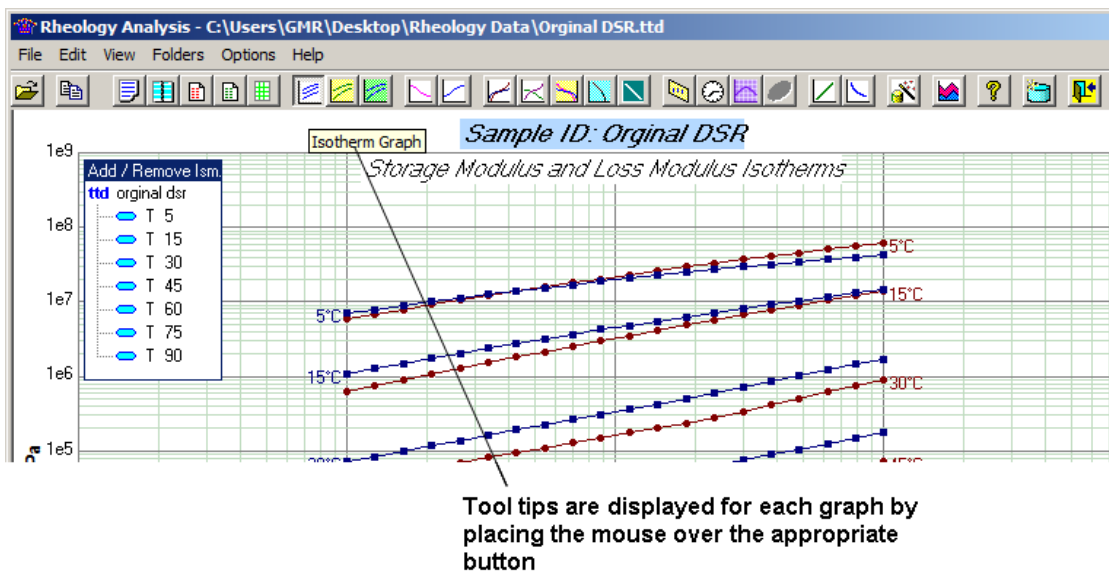 Rheology Analysis - C:\Users\GMR\Desktop\Rheology Data\Orginal DSR.ttd
File Edit View Folders Options Help
Isotherm Graph
Sample ID: Orginal DSR
Storage Modulus and Loss Modulus Isotherms
Add / Remove Ism.
ttd orginal dsr
T 5
T 15
T 30
T 45
T 60
T 75
T 90
1e9
1e8
1e7
1e6
1e5
5°C
15°C
30°C
5°C
15°C
Tool tips are displayed for each graph by
placing the mouse over the appropriate
button